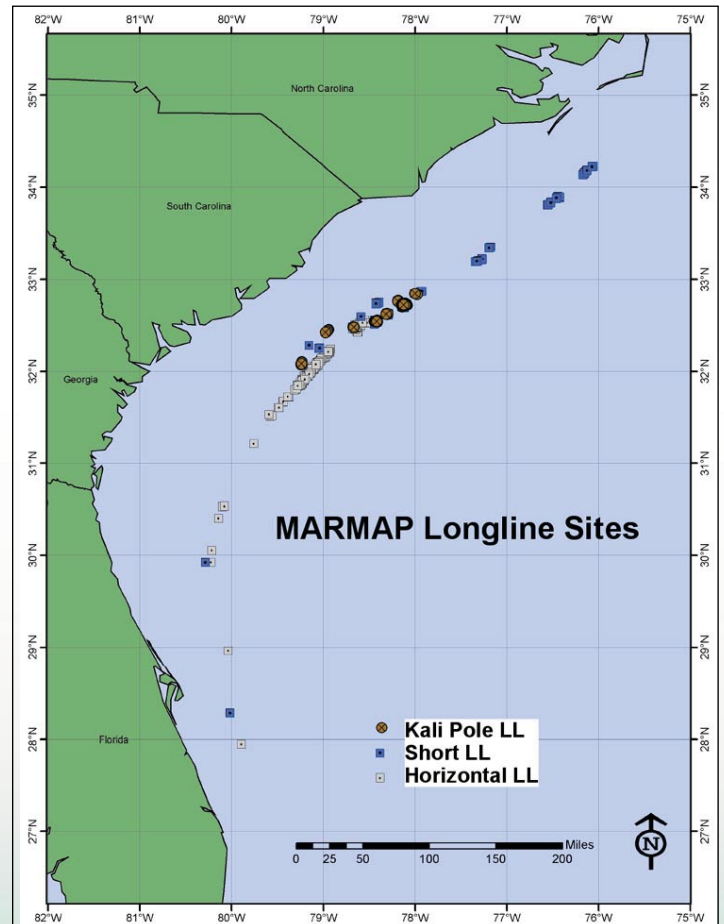 82°W 81°W 80°W 79°W 78°W 77°W 76°W 75°W
35°N 35°N
North Carolina
34°N 34°N
South Carolina
33°N 33°N
32°N 32°N
Georgia
31°N 31°N
MARMAP Longline Sites
30°N 30°N
29°N 29°N
Kali Pole LL
Short LL
Florida
28°N 28°N
Horizontal LL
27°N 27°N
Miles
0 25 50 100 150 200
N
82°W 81°W 80°W 79°W 78°W 77°W 76°W 75°W